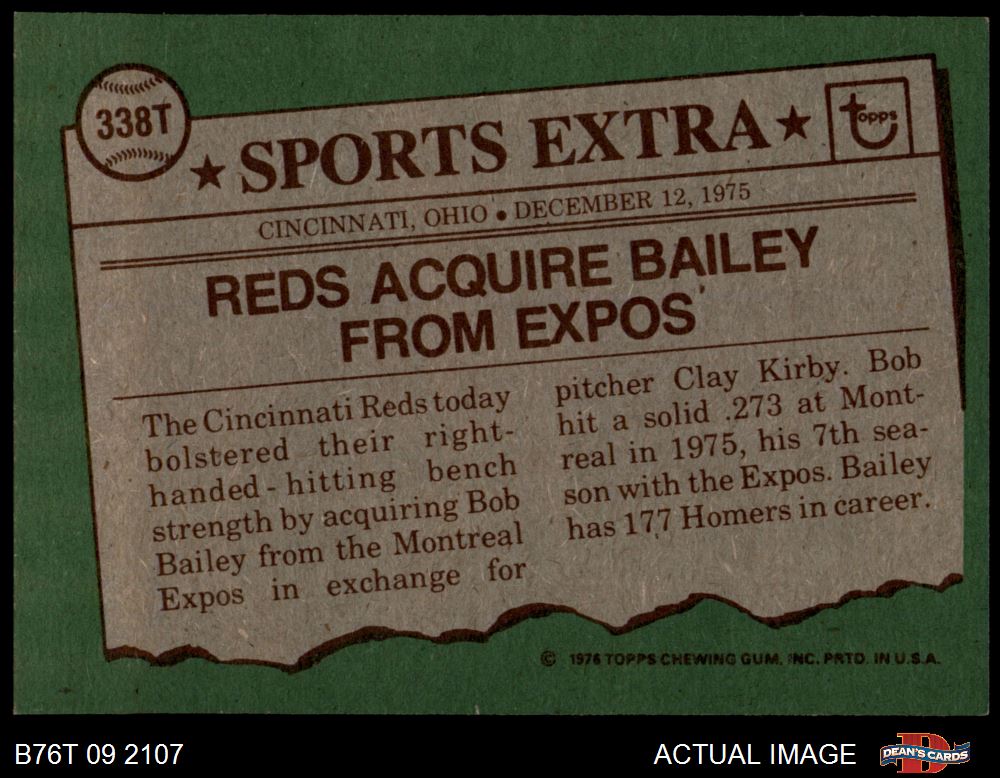 338T
★ SPORTS EXTRA ★
topps
CINCINNATI, OHIO • DECEMBER 12, 1975
REDS ACQUIRE BAILEY
FROM EXPOS
The Cincinnati Reds today
bolstered their right-
handed-hitting bench
strength by acquiring Bob
Bailey from the Montreal
Expos in exchange for
pitcher Clay Kirby. Bob
hit a solid .273 at Mont-
real in 1975, his 7th sea-
son with the Expos. Bailey
has 177 Homers in career.
© 1976 TOPPS CHEWING GUM, INC. PRTD. IN U.S.A.
B76T 09 2107
ACTUAL IMAGE
DEAN'S CARDS